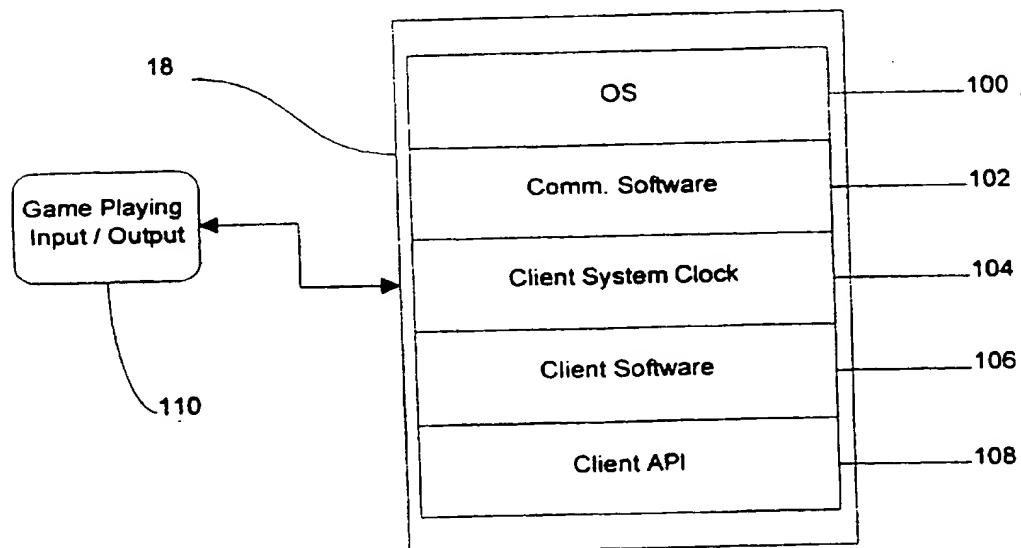 18
OS
100
Comm. Software
102
Game Playing
Input / Output
Client System Clock
104
Client Software
106
110
Client API
108